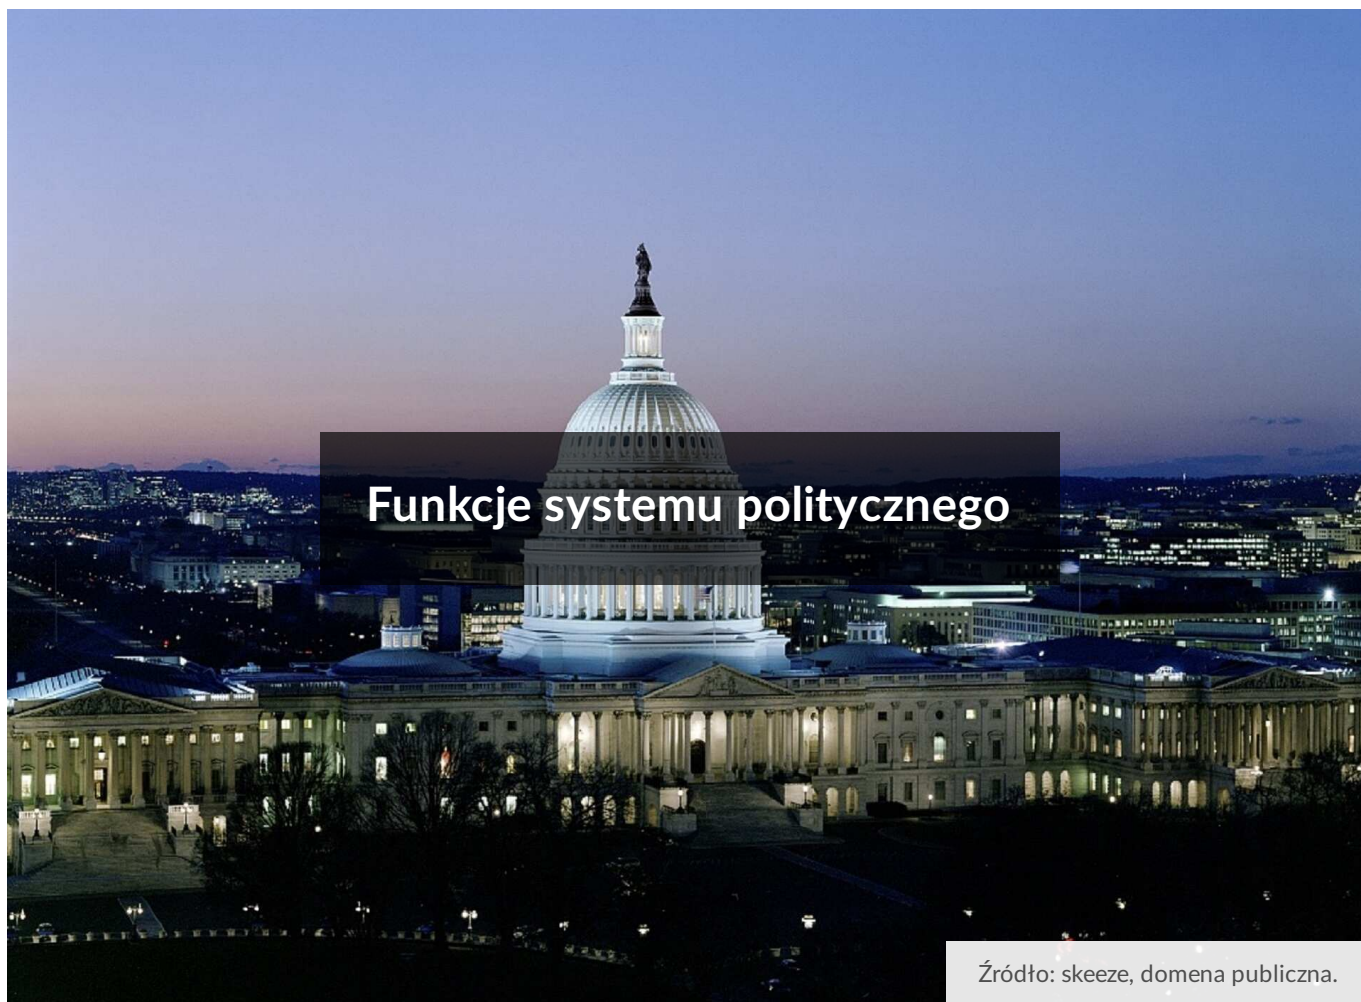 Funkcje systemu politycznego
Źródło: skeeze, domena publiczna.